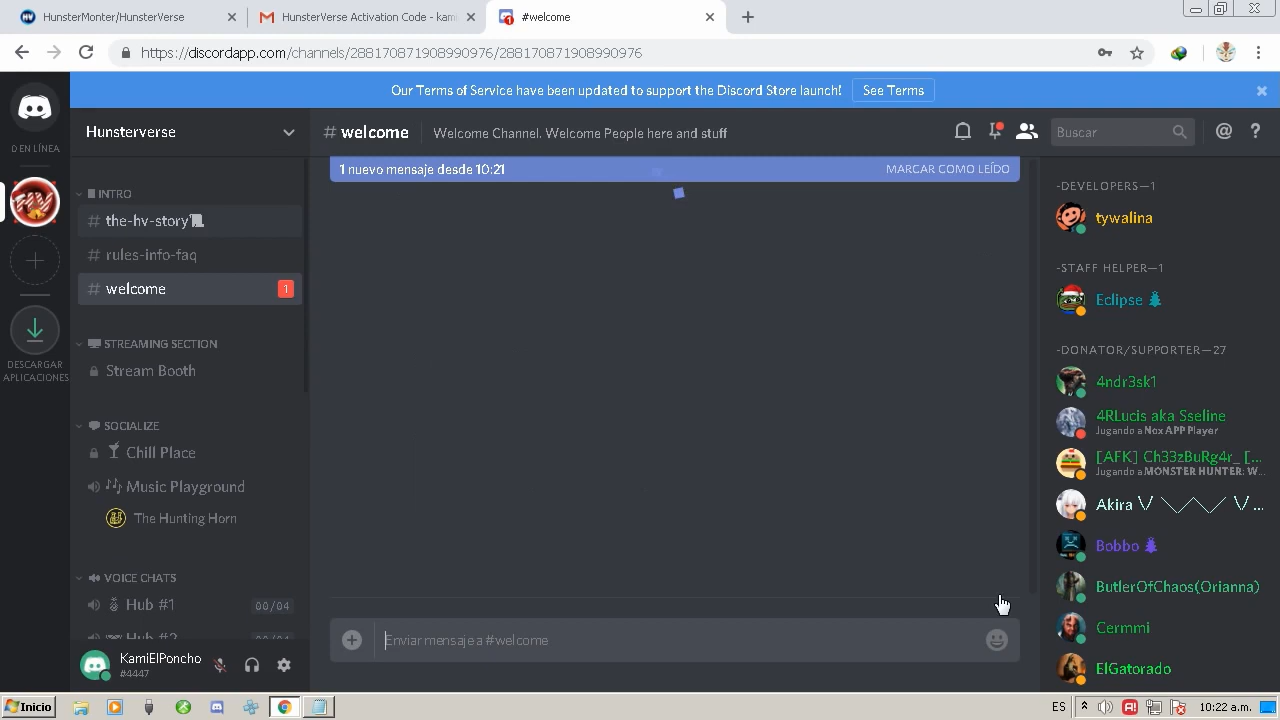 HunsterMonter/HunsterVerse
HunsterVerse Activation Code - kami
#welcome
https://discordapp.com/channels/288170871908990976/298170871908990976
Our Terms of Service have been updated to support the Discord Store launch!
See Terms
0 EN LÍNEA
DESCARGAR
APLICACIONES
Hunsterverse
INTRO
# the-hv-story
# rules-info-faq
# welcome
1
STREAMING SECTION
Stream Booth
SOCIALIZE
Chill Place
Music Playground
The Hunting Horn
VOICE CHATS
Hub #1
00/04
Hub #2
KamiElPoncho
#4447
# welcome
Welcome Channel. Welcome People here and stuff
Buscar
1 nuevo mensaje desde 10:21
MARCAR COMO LEÍDO
Enviar mensaje a #welcome
-DEVELOPERS—1
tywalina
-STAFF HELPER—1
Eclipse
-DONATOR/SUPPORTER—27
4ndr3sk1
4RLucis aka Sseline
Jugando a Nox APP Player
[AFK] Ch33zBuRg4r_ [...
Jugando a MONSTER HUNTER: W...
Akira \/ \/\/ \/...
Bobbo
ButlerOfChaos(Orianna)
Cermmi
ElGatorado
Inicio
ES
10:22 a.m.